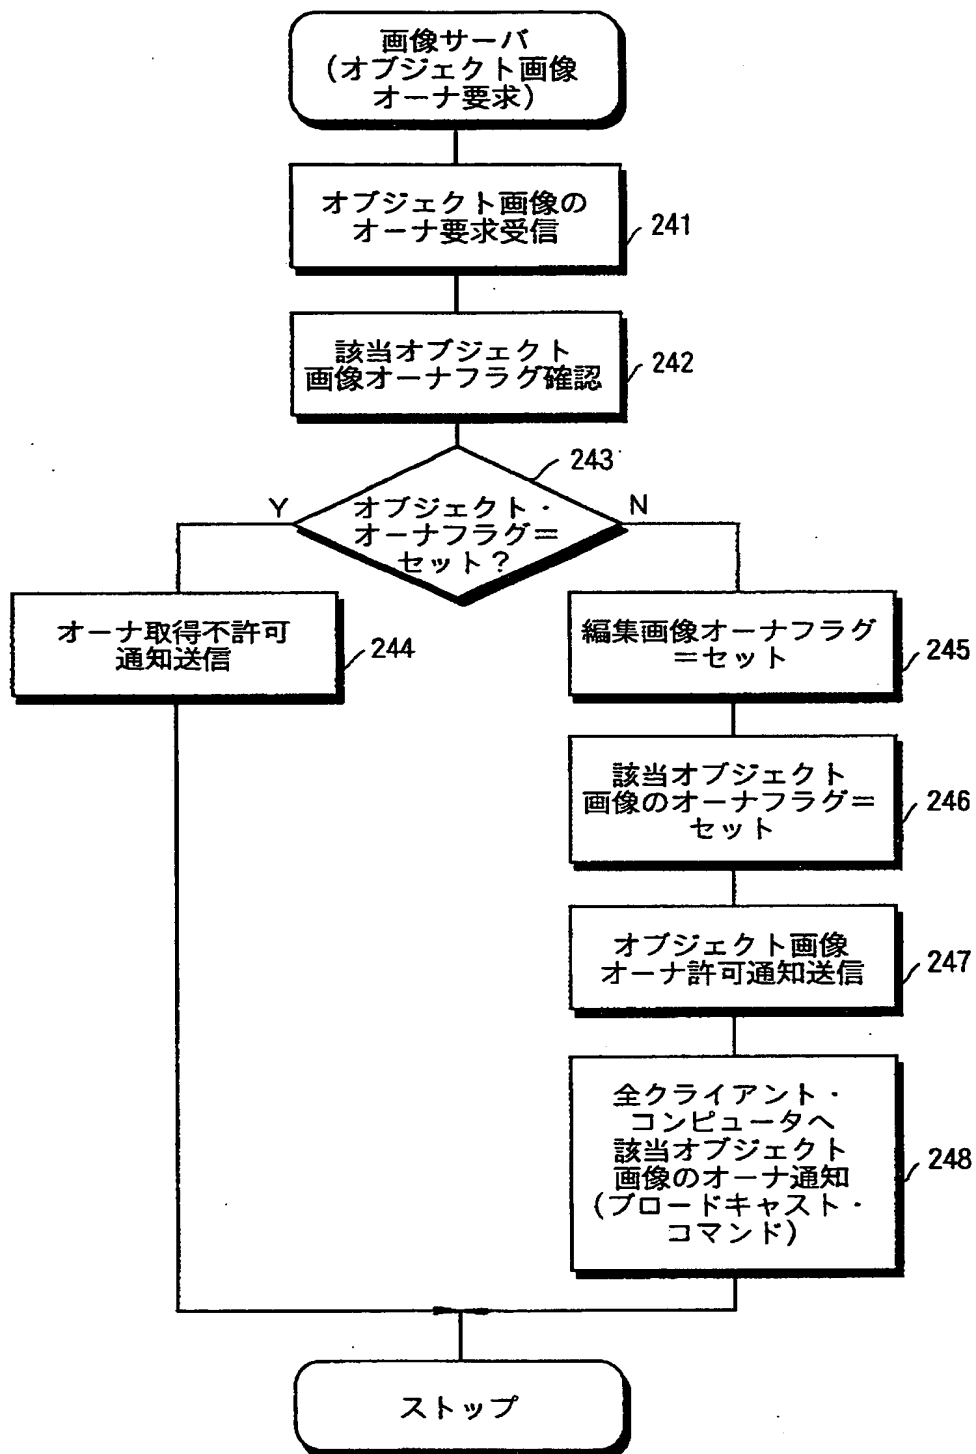 画像サーバ
(オブジェクト画像
オーナ要求)
オブジェクト画像の
オーナ要求受信
241
該当オブジェクト
画像オーナフラグ確認
242
243
オブジェクト・
オーナフラグ＝
セット？
Y
N
オーナ取得不許可
通知送信
244
編集画像オーナフラグ
＝セット
245
該当オブジェクト
画像のオーナフラグ＝
セット
246
オブジェクト画像
オーナ許可通知送信
247
全クライアント・
コンピュータへ
該当オブジェクト
画像のオーナ通知
(ブロードキャスト・
コマンド)
248
ストップ